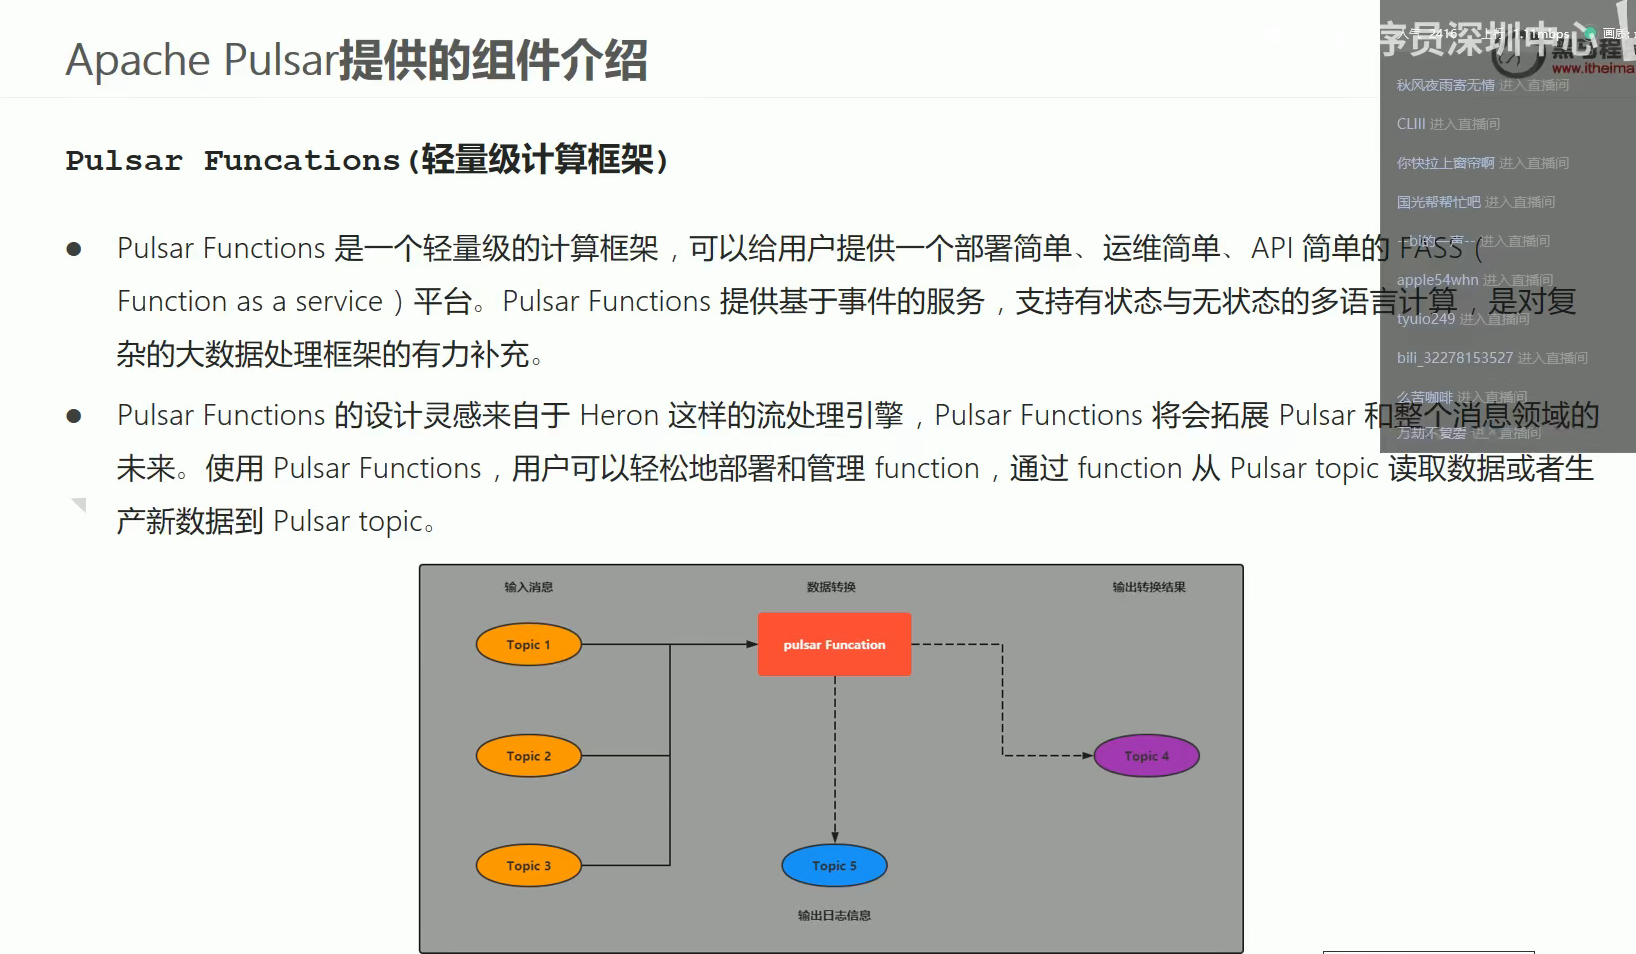 Apache Pulsar提供的组件介绍
序员深圳中心
2416
1.11mbps
画质:
www.itheima
Pulsar Funcations(轻量级计算框架)
秋风夜雨寄无情 进入直播间
CLIII 进入直播间
你快拉上窗帘啊 进入直播间
国光帮帮忙吧 进入直播间
进入直播间
apple54whn 进入直播间
tyuio249 进入直播间
bili_32278153527 进入直播间
么苦咖啡 进入直播间
万劫不复爱 进入直播间
Pulsar Functions 是一个轻量级的计算框架，可以给用户提供一个部署简单、运维简单、API 简单的 FASS（
Function as a service）平台。Pulsar Functions 提供基于事件的服务，支持有状态与无状态的多语言计算，是对复
杂的大数据处理框架的有力补充。
Pulsar Functions 的设计灵感来自于 Heron 这样的流处理引擎，Pulsar Functions 将会拓展 Pulsar 和整个消息领域的
未来。使用 Pulsar Functions，用户可以轻松地部署和管理 function，通过 function 从 Pulsar topic 读取数据或者生
产新数据到 Pulsar topic。
输入消息
数据转换
输出转换结果
Topic 1
pulsar Funcation
Topic 2
Topic 4
Topic 3
Topic 5
输出日志信息